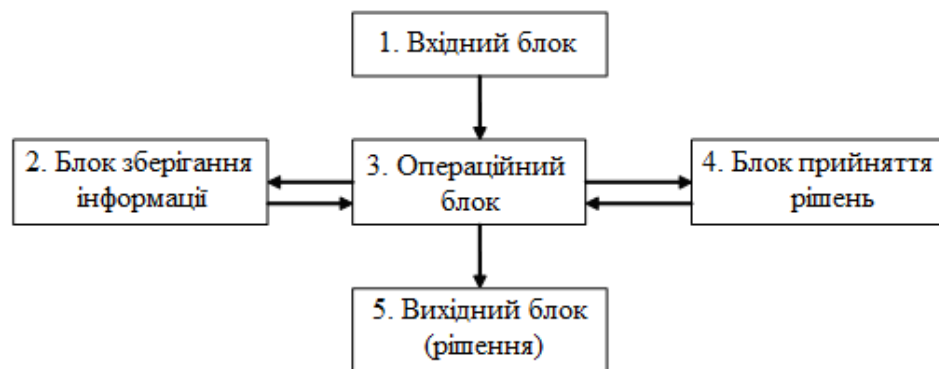 1. Вхідний блок
2. Блок зберігання
інформації
3. Операційний
блок
4. Блок прийняття
рішень
5. Вихідний блок
(рішення)